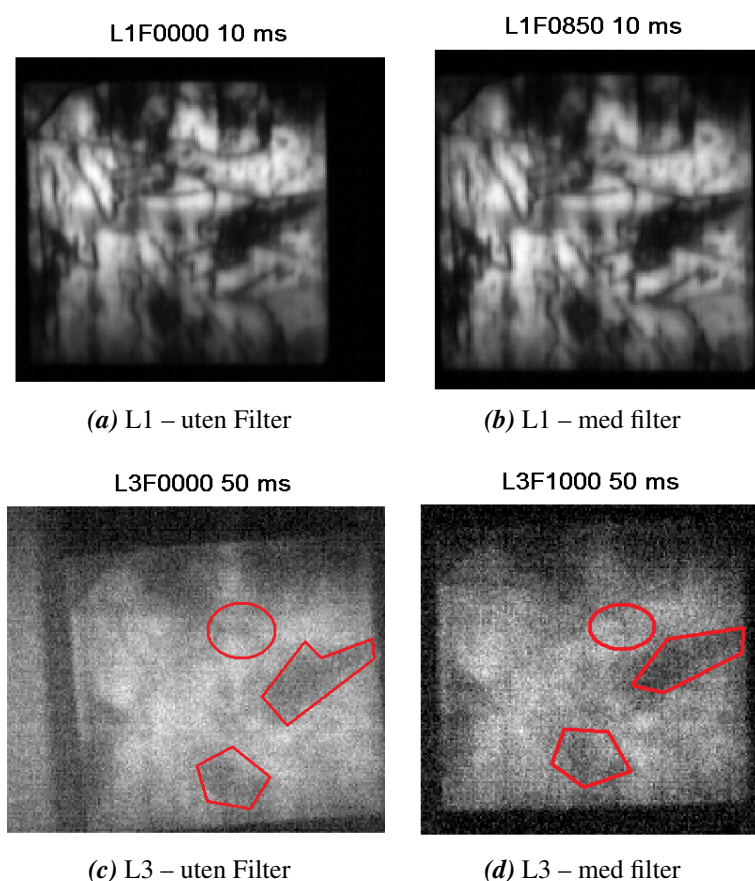 L1F0000 10 ms
L1F0850 10 ms
(a) L1 – uten Filter
(b) L1 – med filter
L3F0000 50 ms
L3F1000 50 ms
(c) L3 – uten Filter
(d) L3 – med filter